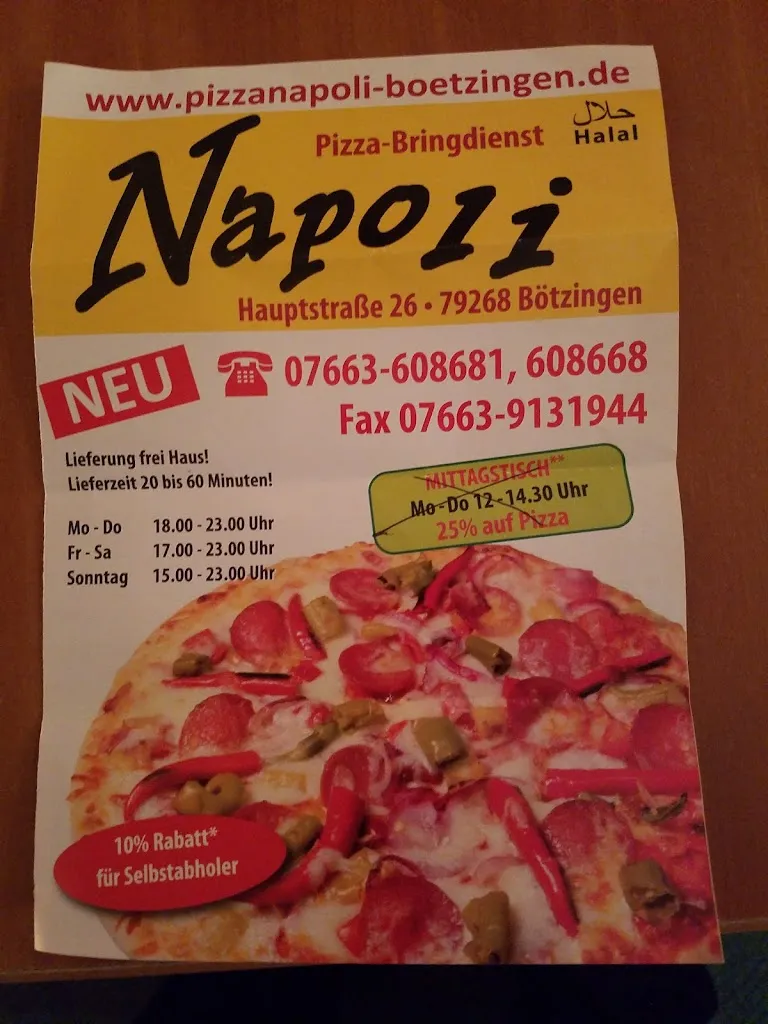 www.pizzanapoli-boetzingen.de
Pizza-Bringdienst
حلال
Halal
Napoli
Hauptstraße 26 • 79268 Bötzingen
NEU
07663-608681, 608668
Fax 07663-9131944
Lieferung frei Haus!
Lieferzeit 20 bis 60 Minuten!
MITTAGSTISCH**
Mo - Do 12 - 14.30 Uhr
25% auf Pizza
Mo - Do 18.00 - 23.00 Uhr
Fr - Sa 17.00 - 23.00 Uhr
Sonntag 15.00 - 23.00 Uhr
10% Rabatt*
für Selbstabholer